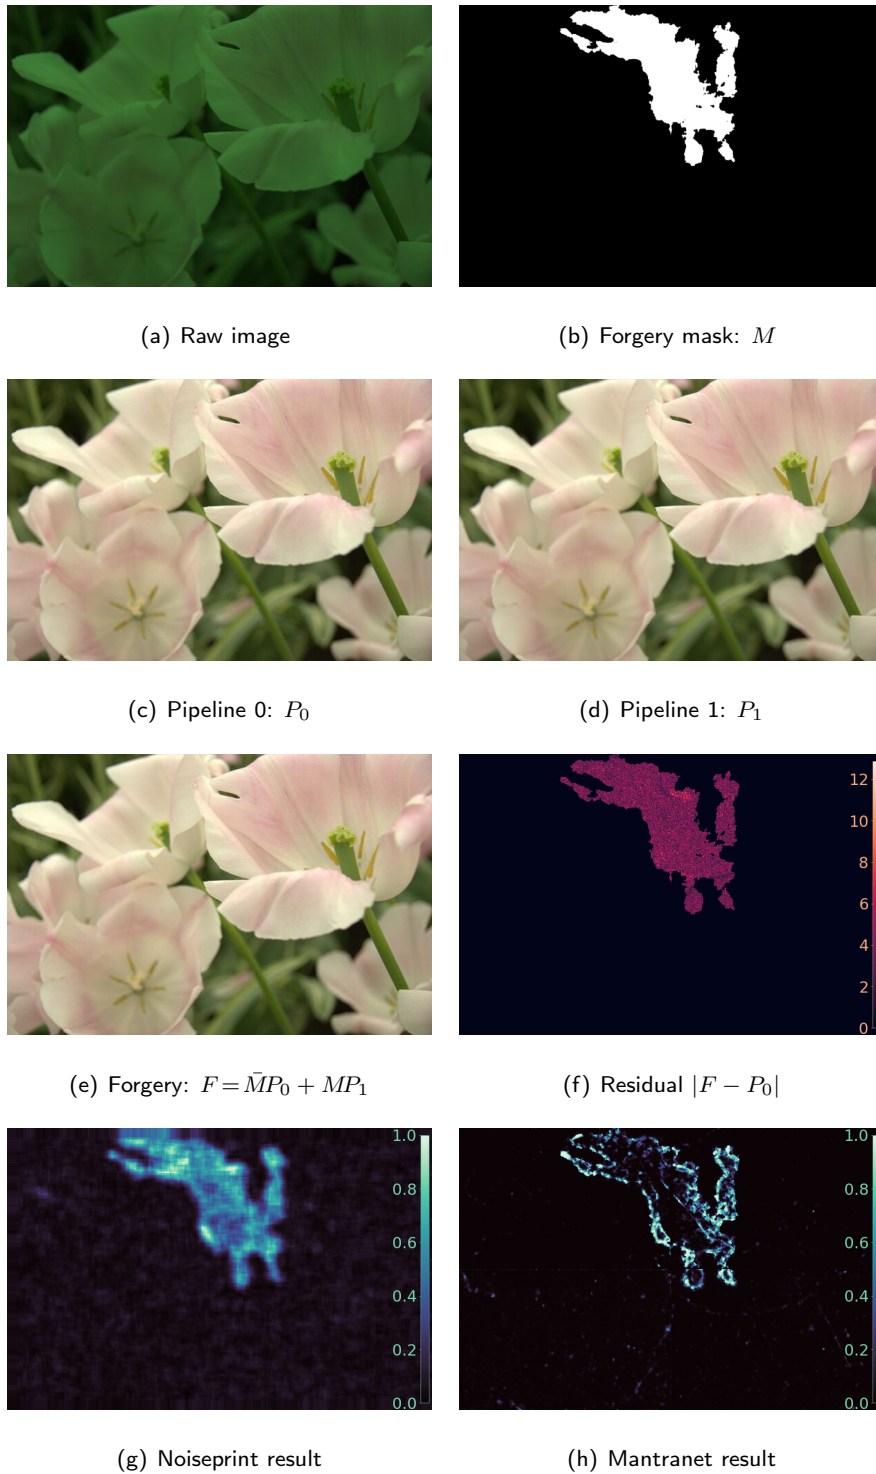 (a) Raw image
(b) Forgery mask: M
(c) Pipeline 0: P₀
(d) Pipeline 1: P₁
12
10
8
6
4
2
0
(e) Forgery: F = M̄P₀ + MP₁
(f) Residual |F − P₀|
1.0
0.8
0.6
0.4
0.2
0.0
1.0
0.8
0.6
0.4
0.2
0.0
(g) Noiseprint result
(h) Mantranet result